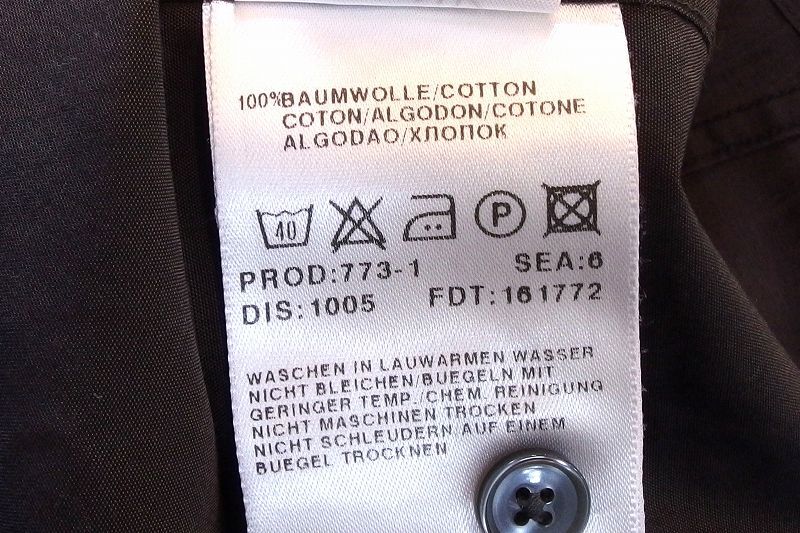 100%BAUMWOLLE/COTTON
COTON/ALGODON/COTONE
ALGODAO/ХЛОПОК
40 P
PROD:773-1 SEA:6
DIS:1005 FDT:161772
WASCHEN IN LAUWARMEN WASSER
NICHT BLEICHEN/BUEGELN MIT
GERINGER TEMP./CHEM. REINIGUNG
NICHT MASCHINEN TROCKEN
NICHT SCHLEUDERN AUF EINEM
BUEGEL TROCKNEN